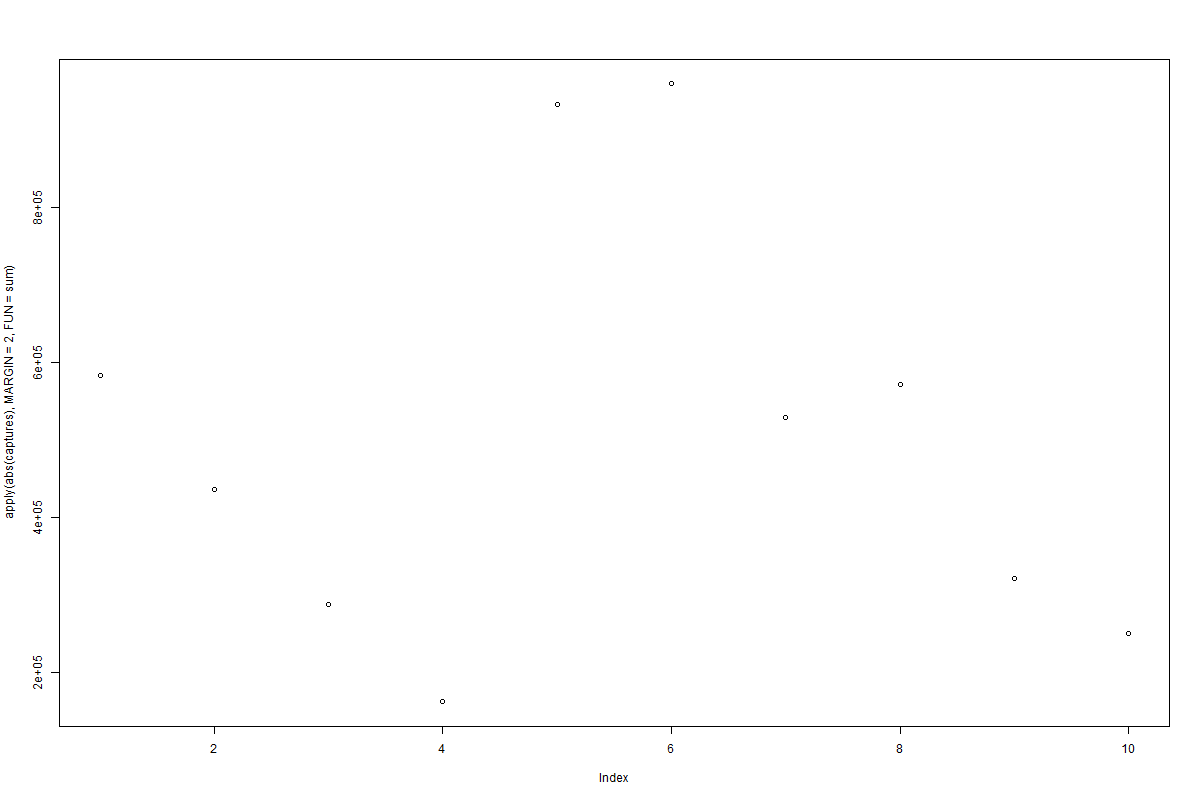 apply(abs(captures), MARGIN = 2, FUN = sum)
8e+05
6e+05
4e+05
2e+05
2 4 6 8 10
Index